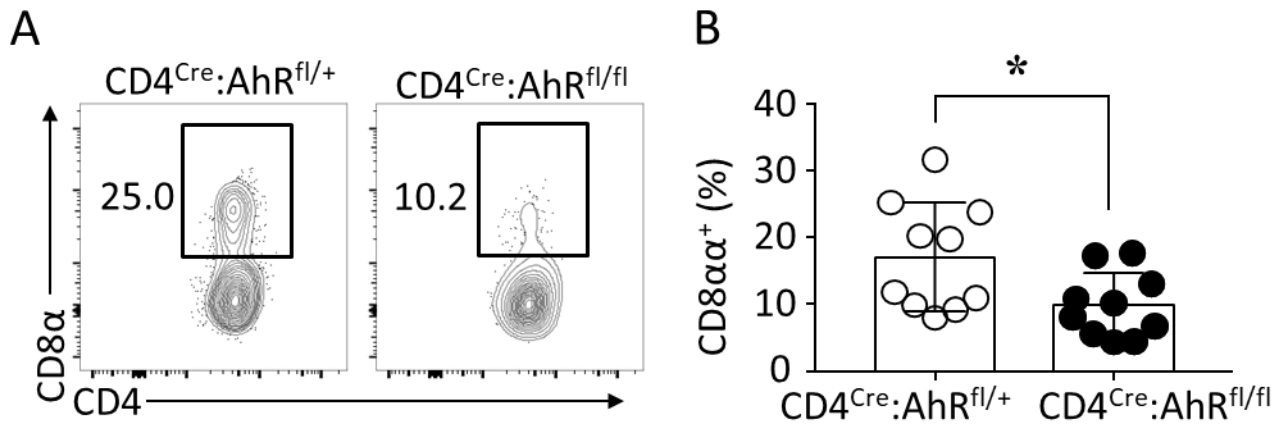 A
CD4Cre:AhRfl/+
CD4Cre:AhRfl/fl
25.0
10.2
CD8α
CD4
B
*
40
30
20
10
0
CD8αα+ (%)
CD4Cre:AhRfl/+
CD4Cre:AhRfl/fl